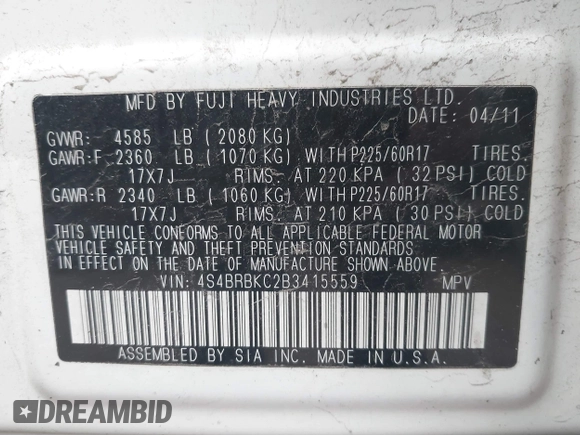 MFD BY FUJI HEAVY INDUSTRIES LTD.
DATE: 04/11
GVWR: 4585 LB (2080 KG)
GAWR:F 2360 LB (1070 KG) WITH P225/60R17 TIRES.
17X7J RIMS. AT 220 KPA (32 PSI) COLD
GAWR:R 2340 LB (1060 KG) WITH P225/60R17 TIRES.
17X7J RIMS. AT 210 KPA (30 PSI) COLD
THIS VEHICLE CONFORMS TO ALL APPLICABLE FEDERAL MOTOR
VEHICLE SAFETY AND THEFT PREVENTION STANDARDS
IN EFFECT ON THE DATE OF MANUFACTURE SHOWN ABOVE.
VIN: 4S4BRBKC2B3415559 MPV
ASSEMBLED BY SIA INC. MADE IN U.S.A.
DREAMBID